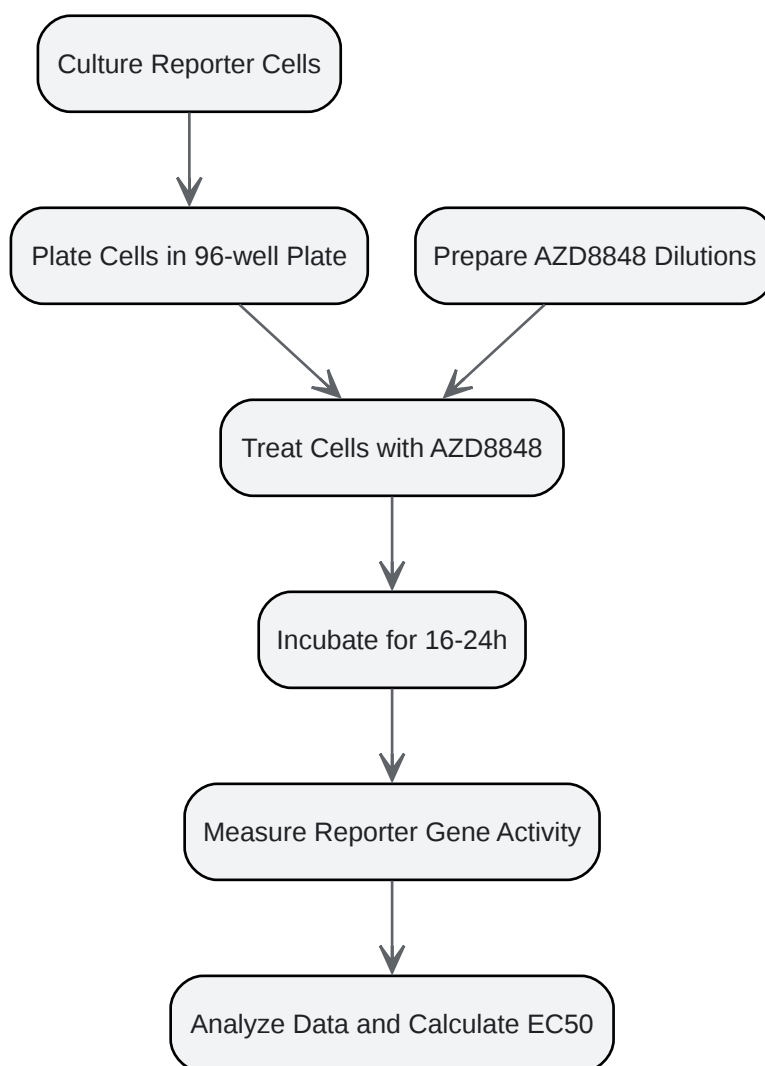 Culture Reporter Cells
Plate Cells in 96-well Plate
Prepare AZD8848 Dilutions
Treat Cells with AZD8848
Incubate for 16-24h
Measure Reporter Gene Activity
Analyze Data and Calculate EC50